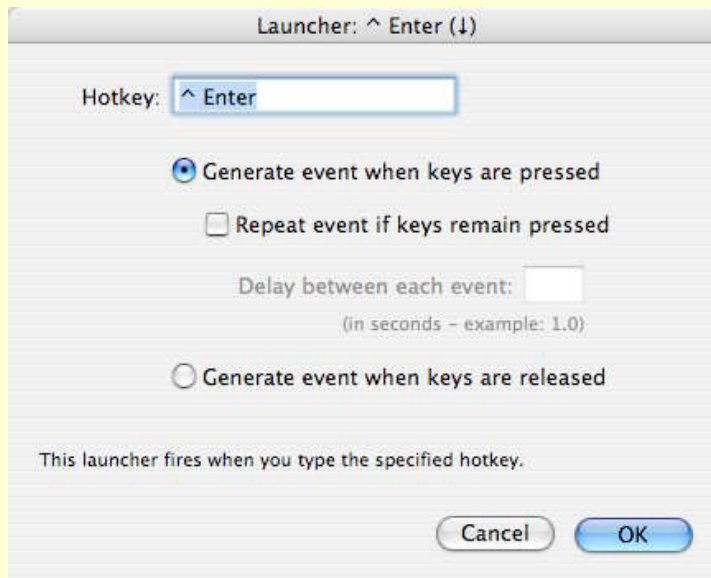 Launcher: ^ Enter (↓)
Hotkey: ^ Enter
Generate event when keys are pressed
Repeat event if keys remain pressed
Delay between each event:
(in seconds – example: 1.0)
Generate event when keys are released
This launcher fires when you type the specified hotkey.
Cancel OK